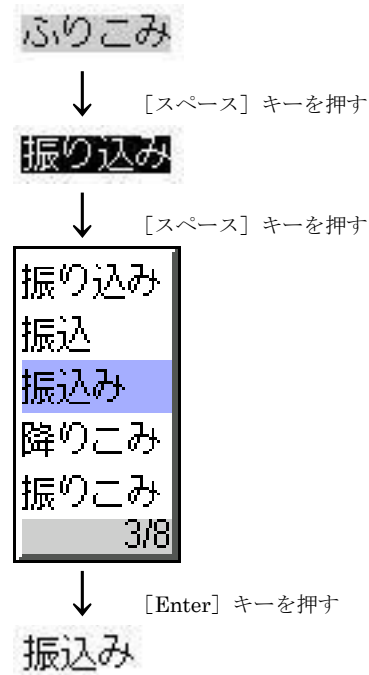 ふりこみ
↓ ［スペース］キーを押す
振り込み
↓ ［スペース］キーを押す
振り込み
振込
振込み
降りこみ
振りこみ
3/8
↓ ［Enter］キーを押す
振込み